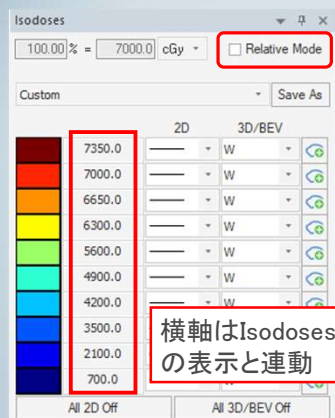 Isodoses
100.00 % = 7000.0 cGy Relative Mode
Custom Save As
2D 3D/BEV
7350.0 W
7000.0 W
6650.0 W
6300.0 W
5600.0 W
4900.0 W
4200.0 W
3500.0
2100.0
700.0
横軸はIsodoses
の表示と連動
All 2D Off All 3D/BEV Off